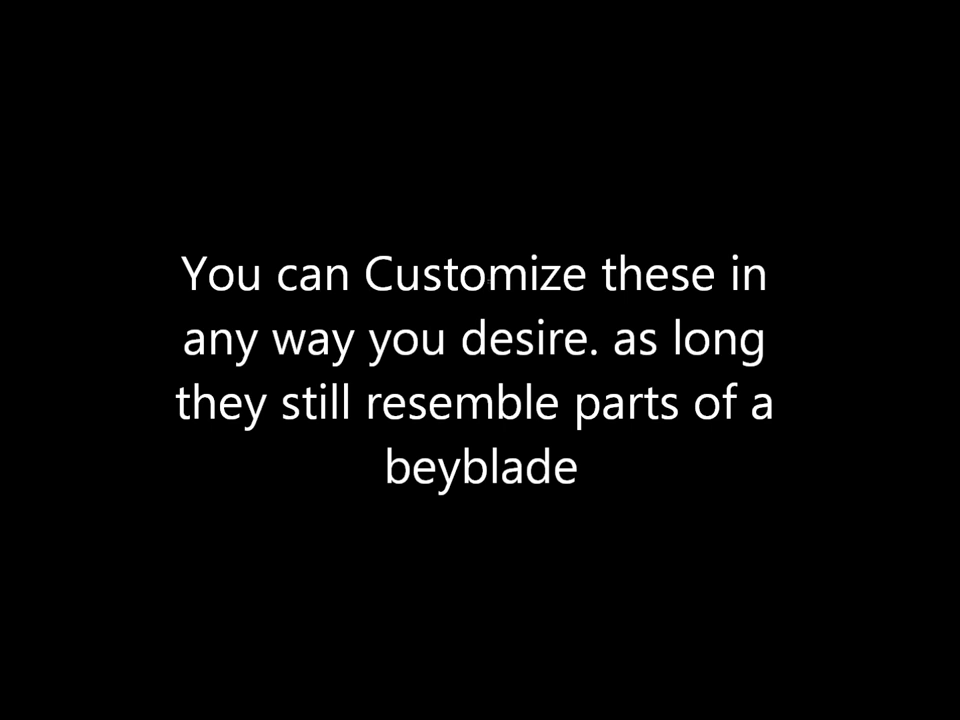 You can Customize these in
any way you desire. as long
they still resemble parts of a
beyblade